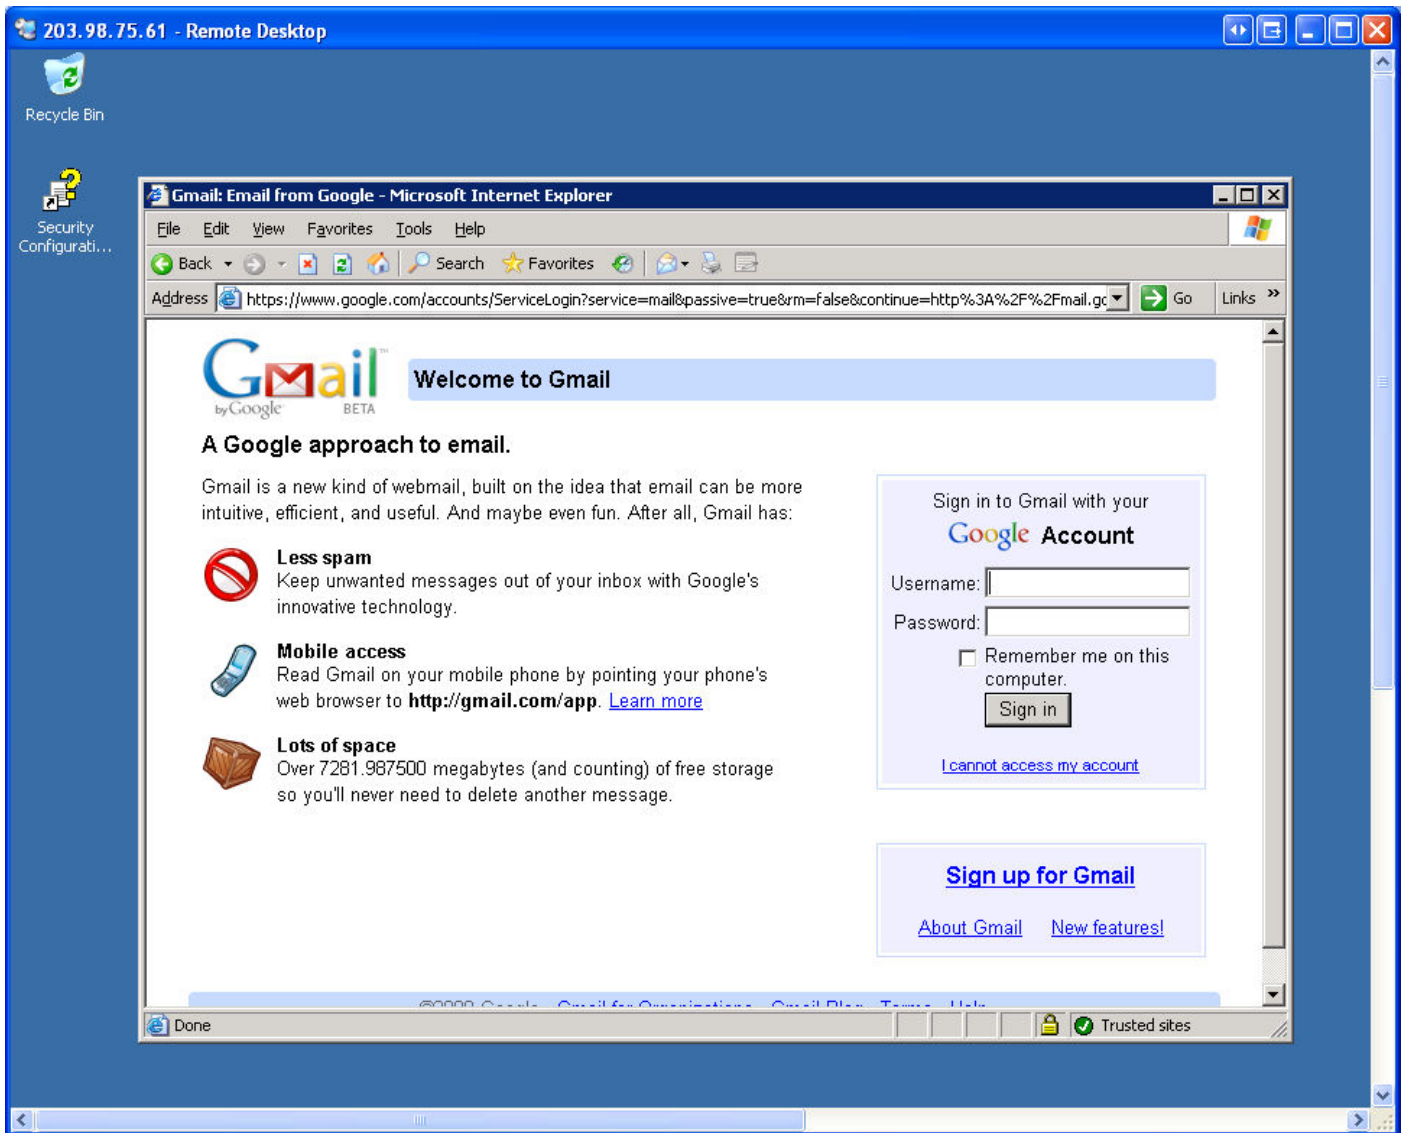 203.98.75.61 - Remote Desktop
Recycle Bin
Security
Configurati...
Gmail: Email from Google - Microsoft Internet Explorer
File Edit View Favorites Tools Help
Back Search Favorites
Address https://www.google.com/accounts/ServiceLogin?service=mail&passive=true&rm=false&continue=http%3A%2F%2Fmail.gc Go Links »
Gmail™
by Google BETA
Welcome to Gmail
A Google approach to email.
Gmail is a new kind of webmail, built on the idea that email can be more
intuitive, efficient, and useful. And maybe even fun. After all, Gmail has:
Less spam
Keep unwanted messages out of your inbox with Google's
innovative technology.
Mobile access
Read Gmail on your mobile phone by pointing your phone's
web browser to http://gmail.com/app. Learn more
Lots of space
Over 7281.987500 megabytes (and counting) of free storage
so you'll never need to delete another message.
Sign in to Gmail with your
Google Account
Username:
Password:
Remember me on this
computer.
Sign in
I cannot access my account
Sign up for Gmail
About Gmail New features!
Google - Gmail for Organizations - Gmail Blog - Terms - Help
Done Trusted sites